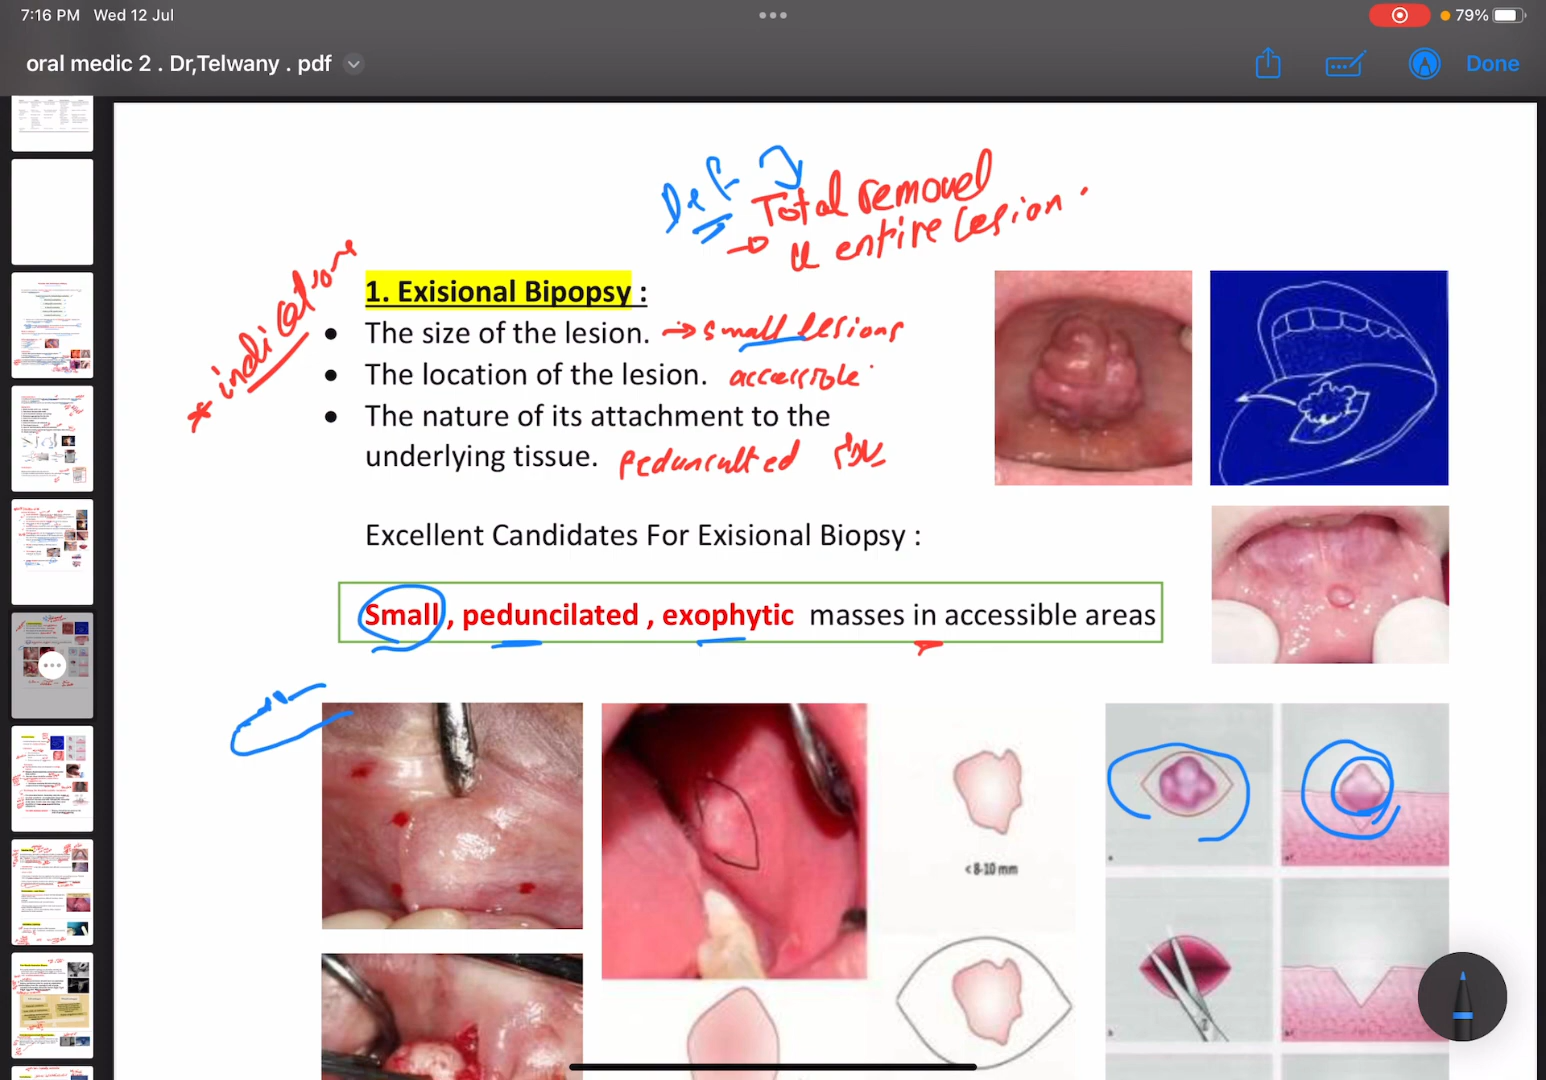 7:16 PM Wed 12 Jul
79%
oral medic 2 . Dr,Telwany . pdf
Done
Def
Total removal
entire lesion.
* indications
1. Exisional Bipopsy :
• The size of the lesion. → small lesions
• The location of the lesion. accessible
• The nature of its attachment to the
underlying tissue. pedunculted
Excellent Candidates For Exisional Biopsy :
Small , peduncilated , exophytic masses in accessible areas
< 8-10 mm